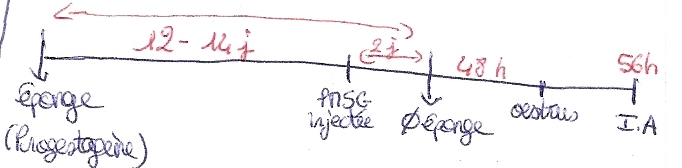 12 - 14 j
2 j
48 h
56h
Éponge
(Progestagène)
PMSG
injectée
Ø éponge
oestrus
I.A